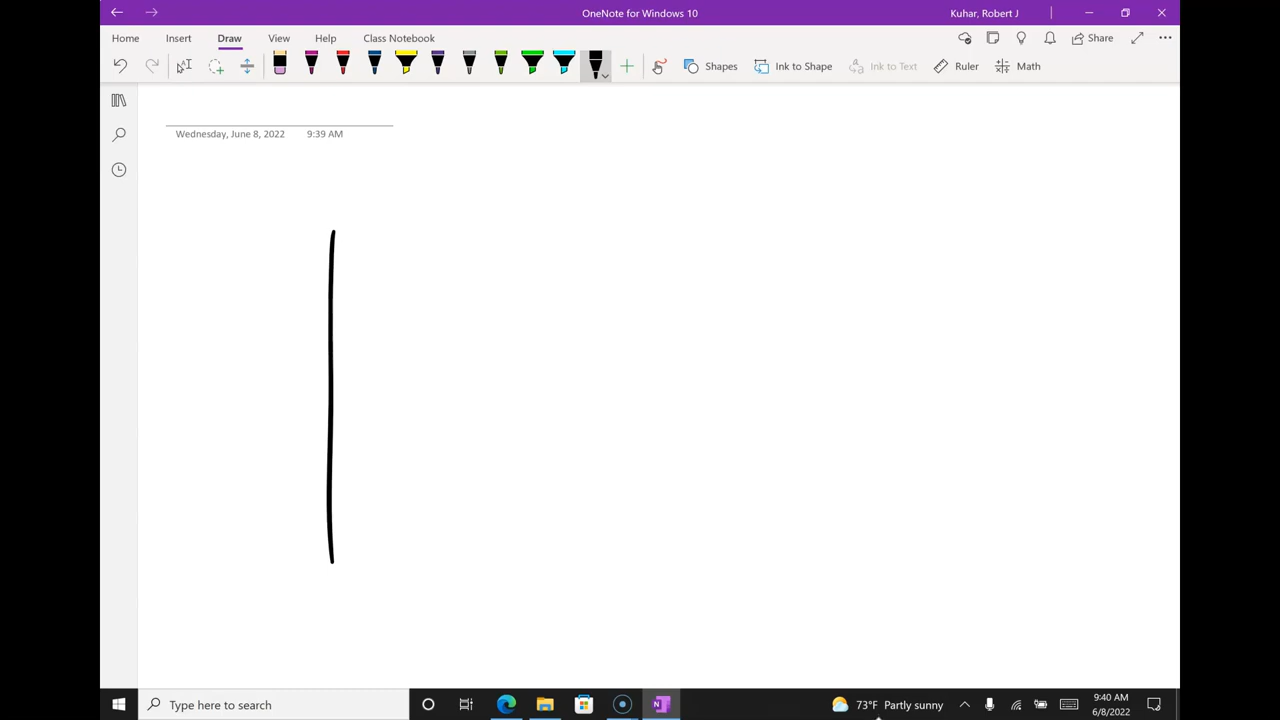 OneNote for Windows 10
Kuhar, Robert J
Home Insert Draw View Help Class Notebook
Share
Shapes Ink to Shape Ink to Text Ruler Math
Wednesday, June 8, 2022 9:39 AM
Type here to search
73°F Partly sunny
9:40 AM
6/8/2022